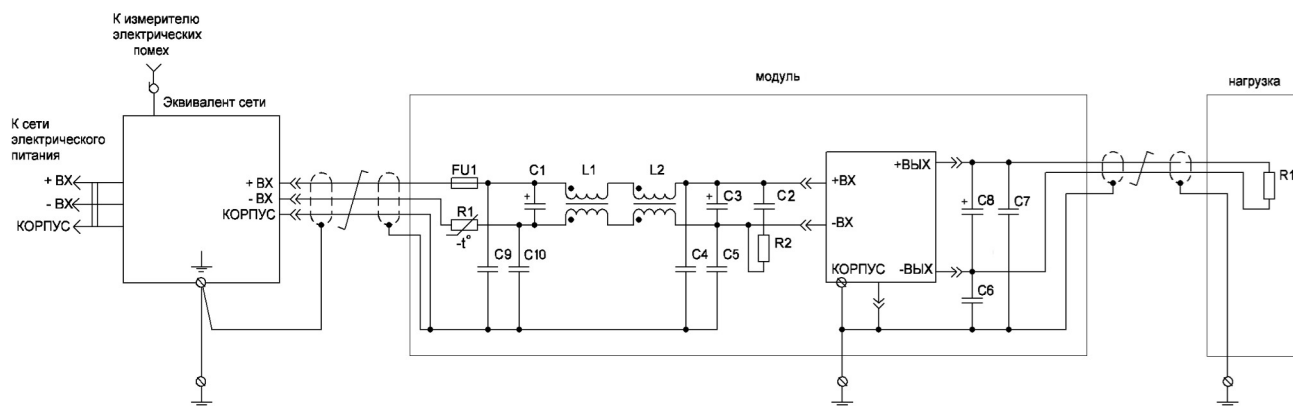 К измерителю
электрических
помех
Эквивалент сети
К сети
электрического
питания
+ ВХ
- ВХ
КОРПУС
+ ВХ
- ВХ
КОРПУС
модуль
FU1
C1
L1
L2
R1
-t°
C9
C10
C4
C5
C3
C2
R2
+ВХ
-ВХ
КОРПУС
+ВЫХ
-ВЫХ
C8
C7
C6
нагрузка
R1
+
+
+